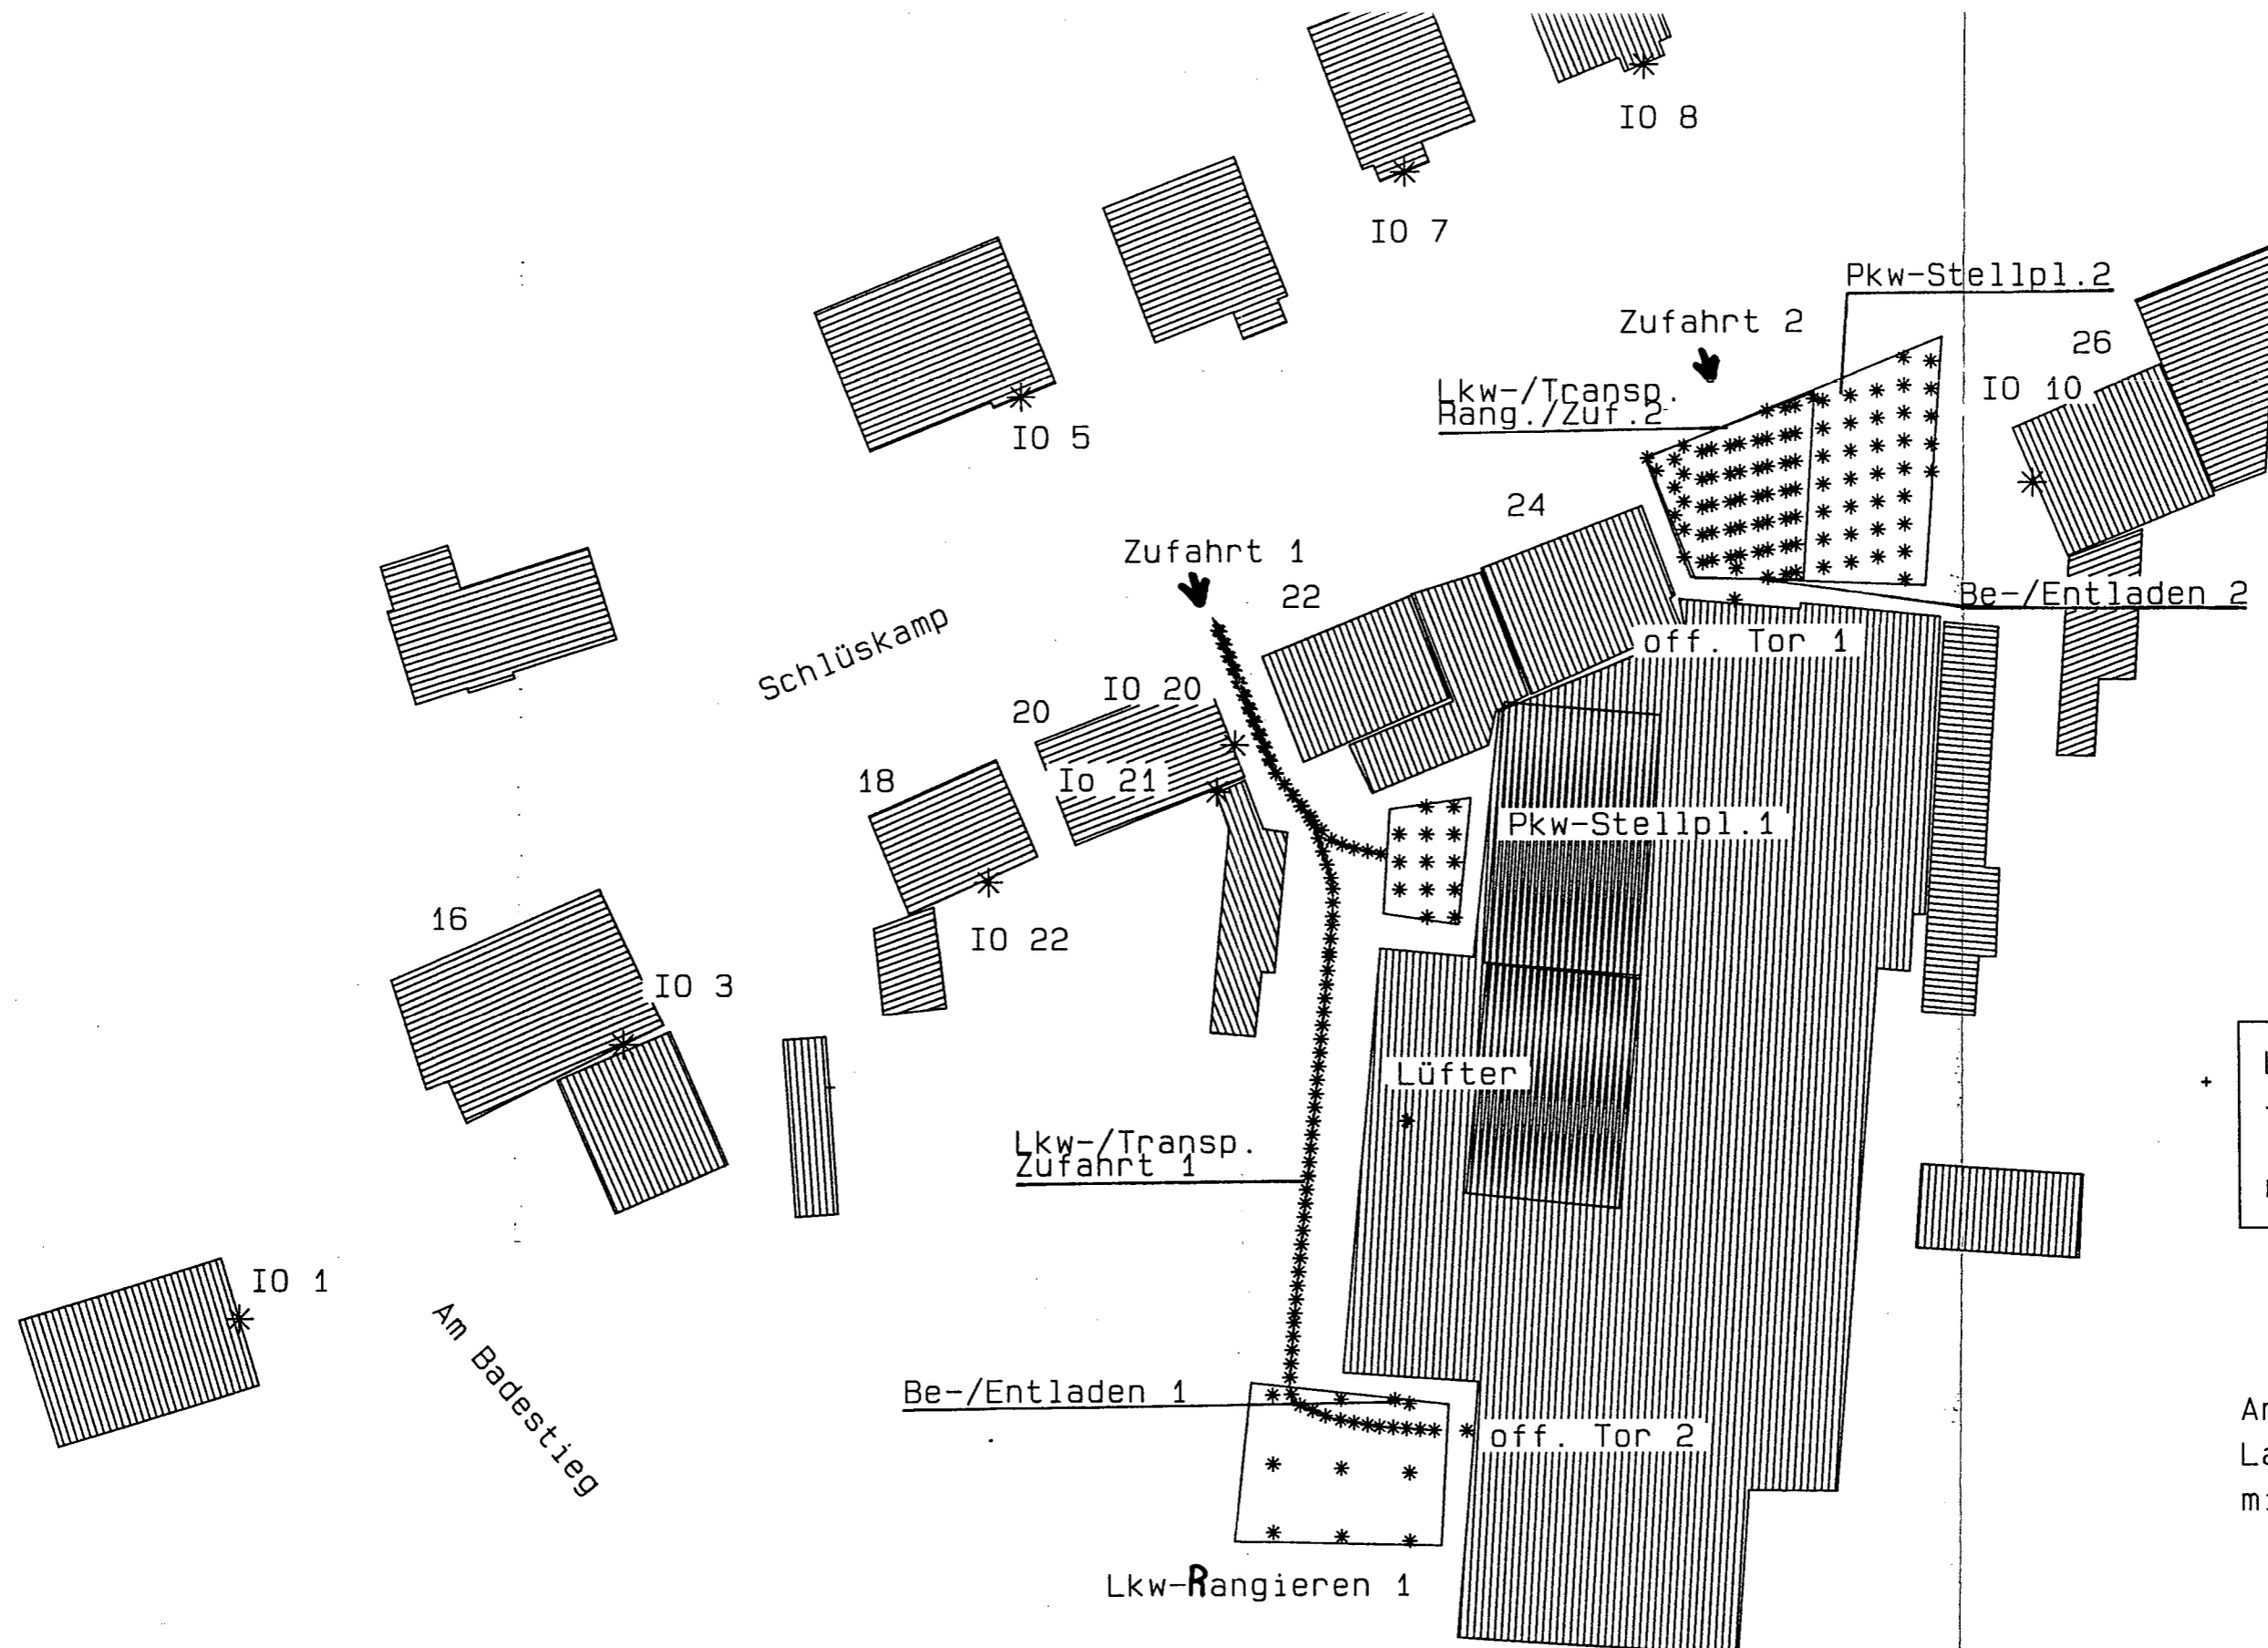 IO 8
IO 7
Pkw-Stellpl.2
Zufahrt 2
26
Lkw-/Transp.
Rang./Zuf.2
IO 10
IO 5
24
Zufahrt 1
22
Be-/Entladen 2
Schlüskamp
off. Tor 1
IO 20
20
18
Io 21
Pkw-Stellpl.1
16
IO 22
IO 3
Lüfter
Lkw-/Transp.
Zufahrt 1
IO 1
Am Badestieg
Be-/Entladen 1
off. Tor 2
Lkw-Rangieren 1